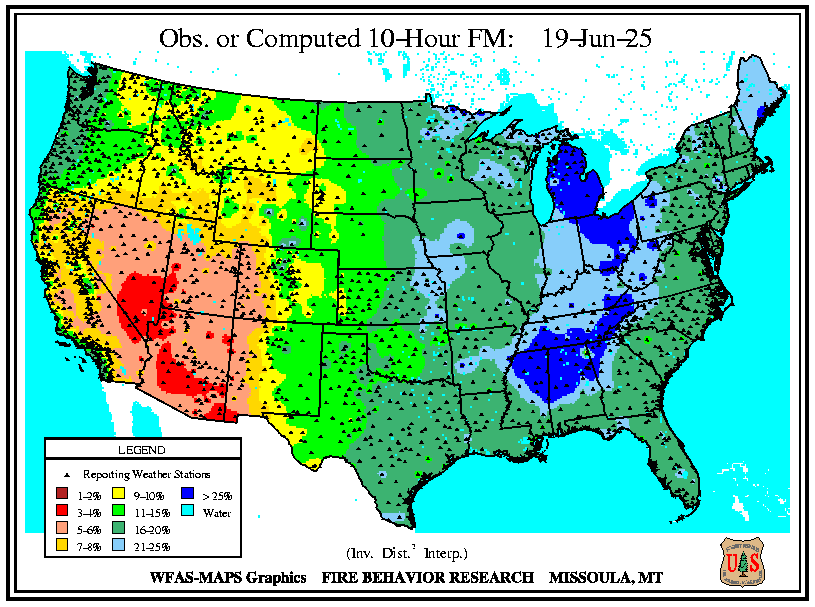 Obs. or Computed 10-Hour FM: 19-Jun-25
LEGEND
Reporting Weather Stations
1-2% 9-10% > 25%
3-4% 11-15% Water
5-6% 16-20%
7-8% 21-25%
(Inv. Dist.² Interp.)
WFAS-MAPS Graphics FIRE BEHAVIOR RESEARCH MISSOULA, MT
U S